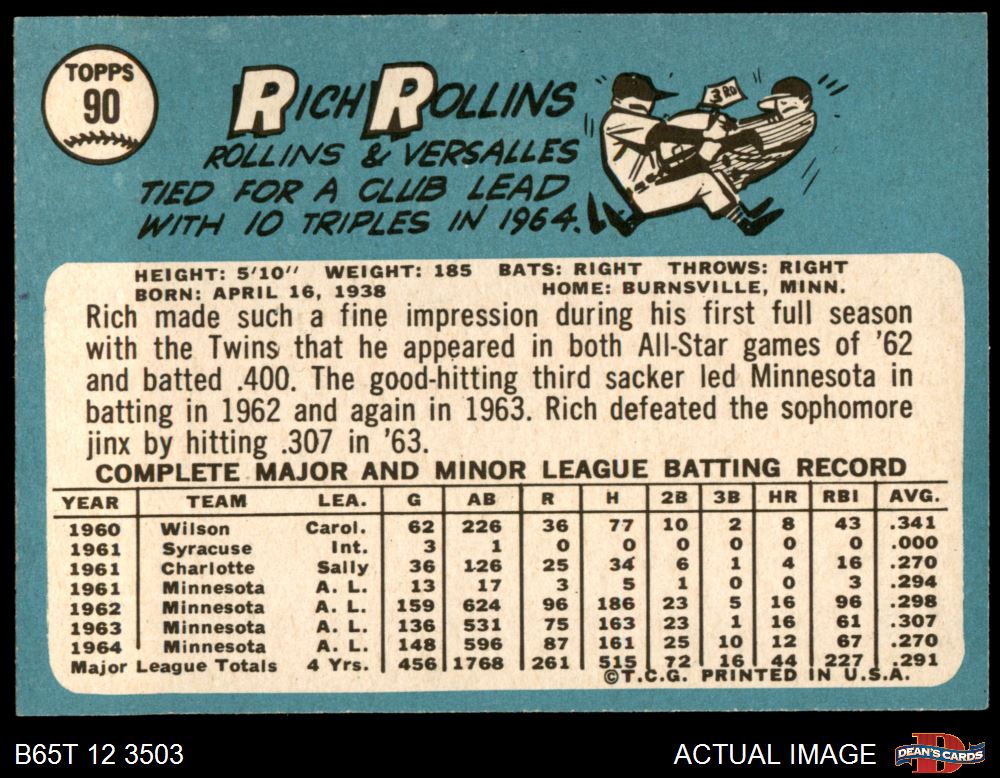 TOPPS
90
RICH ROLLINS
3RD
ROLLINS & VERSALLES
TIED FOR A CLUB LEAD
WITH 10 TRIPLES IN 1964.
HEIGHT: 5'10" WEIGHT: 185 BATS: RIGHT THROWS: RIGHT
BORN: APRIL 16, 1938 HOME: BURNSVILLE, MINN.
Rich made such a fine impression during his first full season
with the Twins that he appeared in both All-Star games of '62
and batted .400. The good-hitting third sacker led Minnesota in
batting in 1962 and again in 1963. Rich defeated the sophomore
jinx by hitting .307 in '63.
COMPLETE MAJOR AND MINOR LEAGUE BATTING RECORD
YEAR TEAM LEA. G AB R H 2B 3B HR RBI AVG.
1960 Wilson Carol. 62 226 36 77 10 2 8 43 .341
1961 Syracuse Int. 3 1 0 0 0 0 0 0 .000
1961 Charlotte Sally 36 126 25 34 6 1 4 16 .270
1961 Minnesota A. L. 13 17 3 5 1 0 0 3 .294
1962 Minnesota A. L. 159 624 96 186 23 5 16 96 .298
1963 Minnesota A. L. 136 531 75 163 23 1 16 61 .307
1964 Minnesota A. L. 148 596 87 161 25 10 12 67 .270
Major League Totals 4 Yrs. 456 1768 261 515 72 16 44 227 .291
©T.C.G. PRINTED IN U.S.A.
B65T 12 3503 ACTUAL IMAGE D DEAN'S CARDS